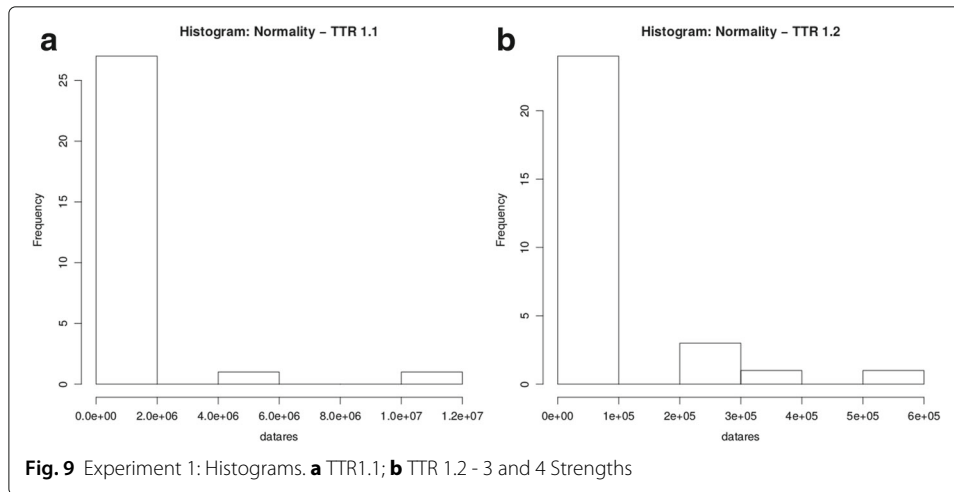 a
Histogram: Normality – TTR 1.1
Frequency
0
5
10
15
20
25
0.0e+00 2.0e+06 4.0e+06 6.0e+06 8.0e+06 1.0e+07 1.2e+07
datares
b
Histogram: Normality – TTR 1.2
Frequency
0
5
10
15
20
0e+00 1e+05 2e+05 3e+05 4e+05 5e+05 6e+05
datares
Fig. 9 Experiment 1: Histograms. a TTR1.1; b TTR 1.2 - 3 and 4 Strengths